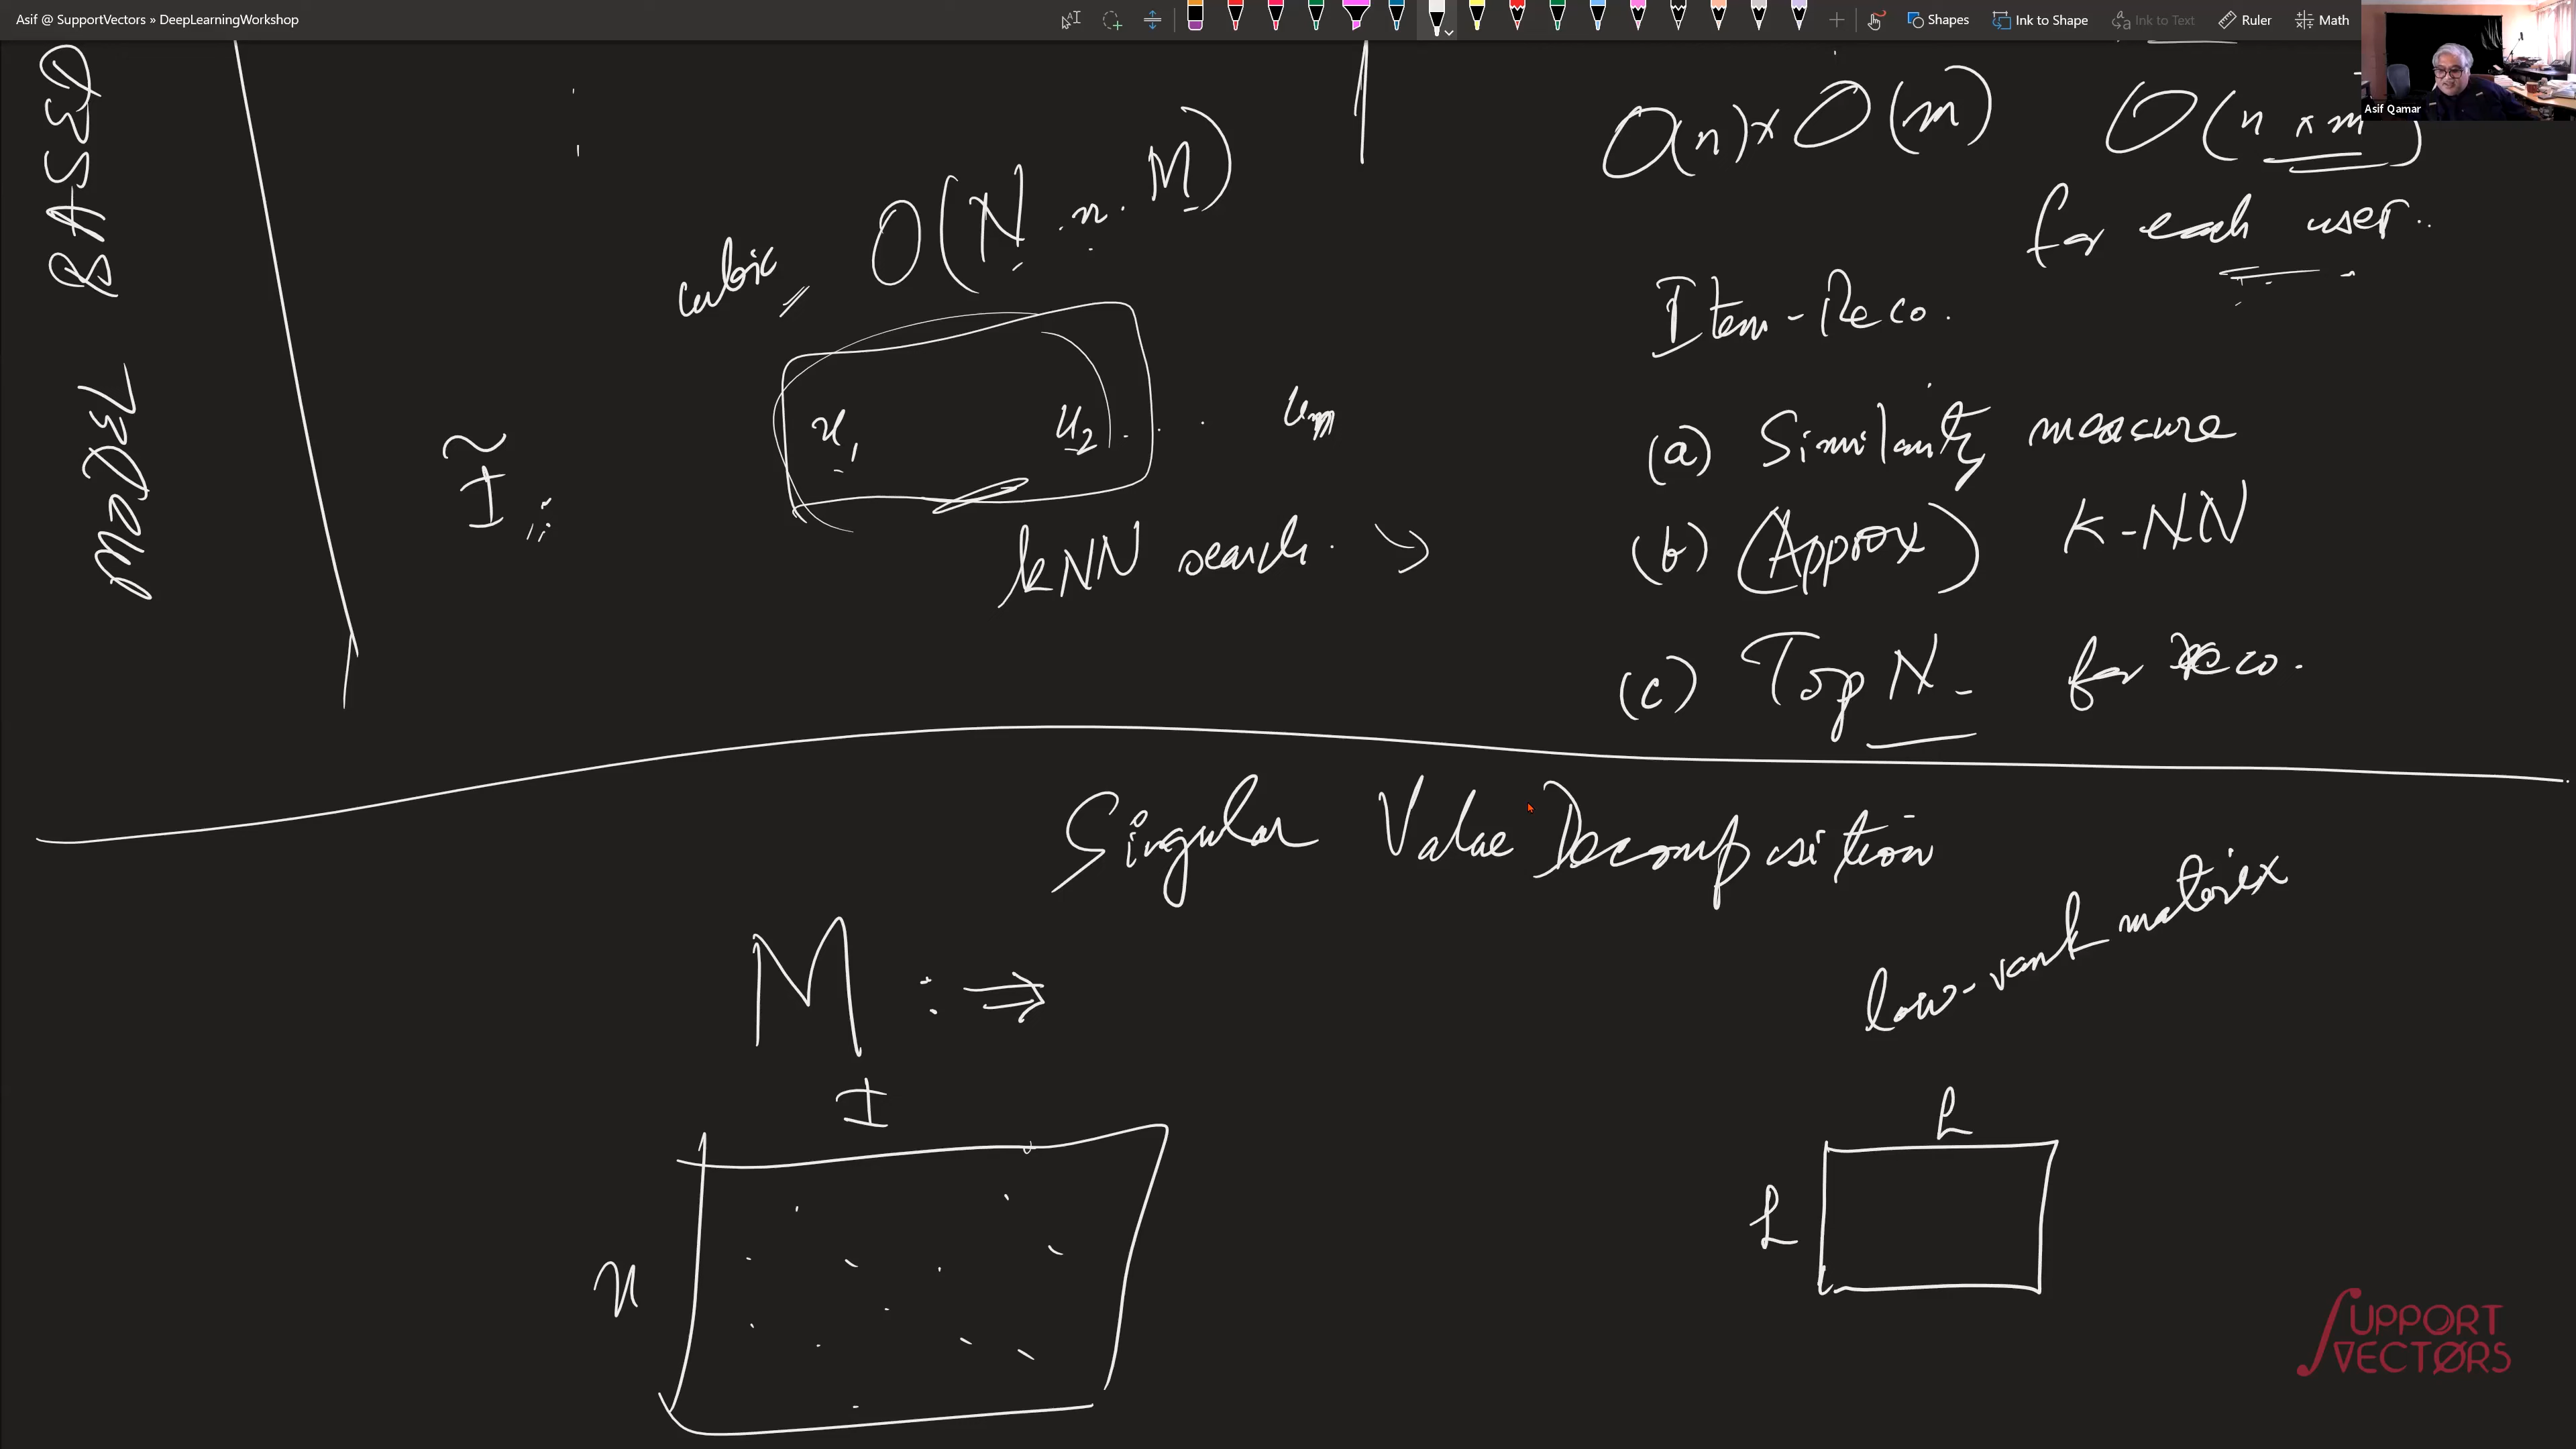 Asif @ SupportVectors » DeepLearningWorkshop
Shapes
Ink to Shape
Ink to Text
Ruler
Math
Asif Qamar
BASED
MODEL
O(n) x O(m)
O(n x m)
for each user.
cubic
O(N . n . M)
Item-Reco.
u1 u2 . . .
(a) Similarity measure
kNN search.
(b) (Approx) k-NN
(c) Top N - for reco.
Singular Value Decomposition
low-rank matrix
M : ⇒
I
u
L
L
SUPPORT
VECTORS